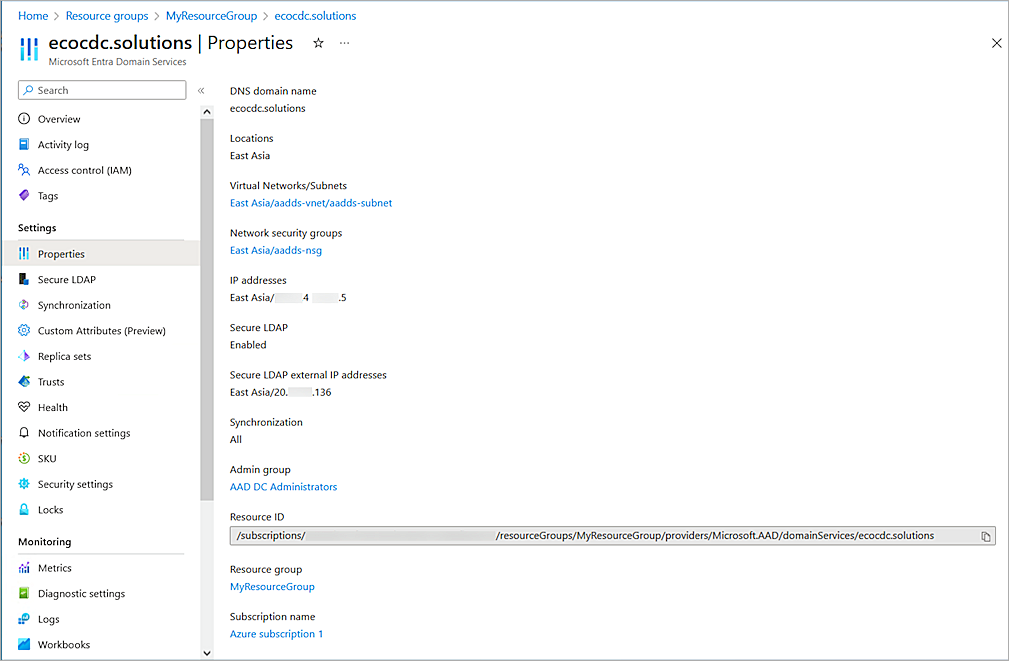 Home > Resource groups > MyResourceGroup > ecocdc.solutions
ecocdc.solutions | Properties
Microsoft Entra Domain Services
Search
Overview
Activity log
Access control (IAM)
Tags
Settings
Properties
Secure LDAP
Synchronization
Custom Attributes (Preview)
Replica sets
Trusts
Health
Notification settings
SKU
Security settings
Locks
Monitoring
Metrics
Diagnostic settings
Logs
Workbooks
DNS domain name
ecocdc.solutions
Locations
East Asia
Virtual Networks/Subnets
East Asia/aadds-vnet/aadds-subnet
Network security groups
East Asia/aadds-nsg
IP addresses
East Asia/ 4 .5
Secure LDAP
Enabled
Secure LDAP external IP addresses
East Asia/20. .136
Synchronization
All
Admin group
AAD DC Administrators
Resource ID
/subscriptions/ /resourceGroups/MyResourceGroup/providers/Microsoft.AAD/domainServices/ecocdc.solutions
Resource group
MyResourceGroup
Subscription name
Azure subscription 1